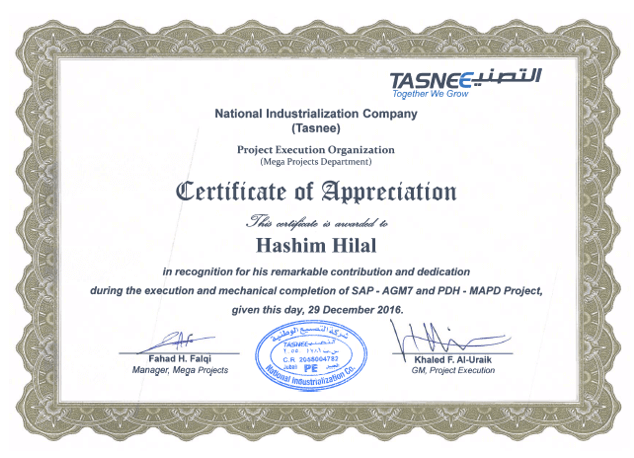 TASNEE التصنيع
Together We Grow
National Industrialization Company
(Tasnee)
Project Execution Organization
(Mega Projects Department)
Certificate of Appreciation
This certificate is awarded to
Hashim Hilal
in recognition for his remarkable contribution and dedication
during the execution and mechanical completion of SAP - AGM7 and PDH - MAPD Project,
given this day, 29 December 2016.
Fahad H. Falqi
Manager, Mega Projects
شركة التصنيع الوطنية
TASNEE التصنيع
C.R. 2055004782
PE
National Industrialization Co.
Khaled F. Al-Uraik
GM, Project Execution